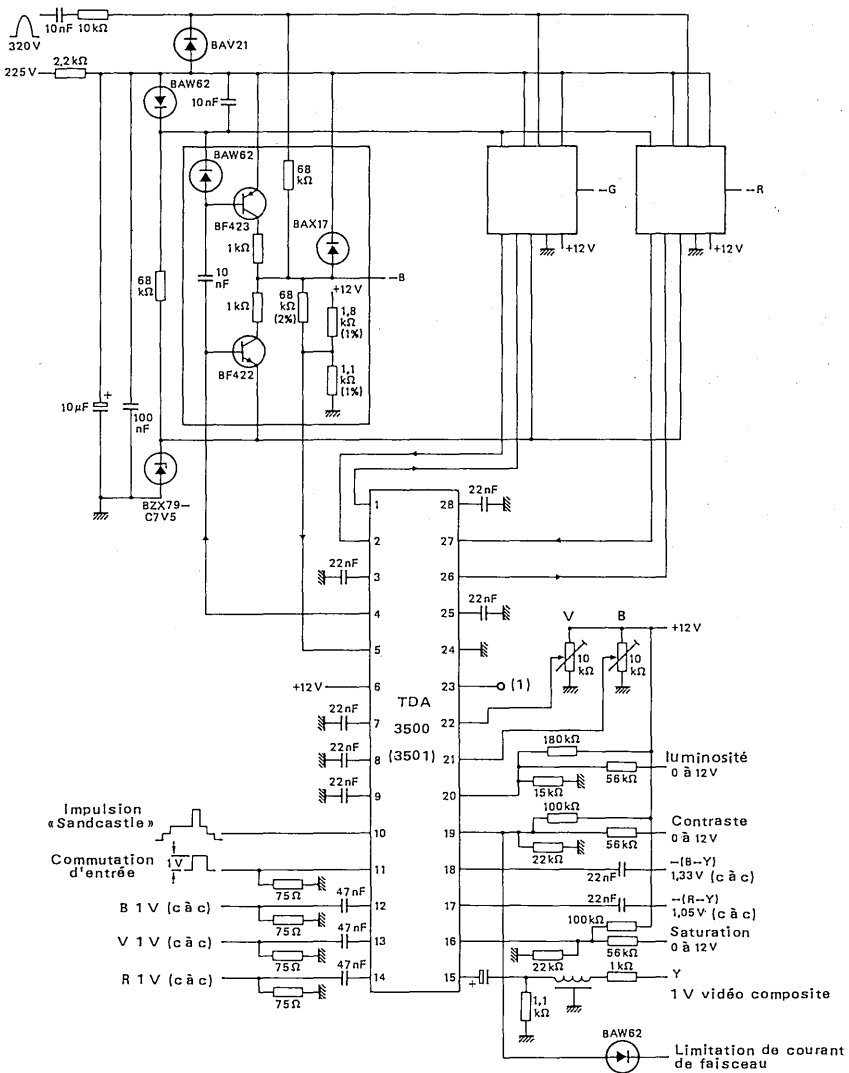 320V
10nF
10kΩ
BAV21
225V
2,2kΩ
BAW62
10nF
BAW62
68
kΩ
BF423
BAX17
–G
–R
+12V
+12V
1kΩ
68
kΩ
10
nF
+12V
–B
1kΩ
68
kΩ
(2%)
1,8
kΩ
(1%)
BF422
1,1
kΩ
(1%)
10µF
+
100
nF
BZX79–
C7V5
1
28
22nF
2
27
22nF
3
26
22nF
4
25
V
B
+12V
5
24
10
kΩ
10
kΩ
+12V
6
23
(1)
TDA
3500
(3501)
22nF
7
22
22nF
8
21
180kΩ
luminosité
0 à 12V
22nF
9
20
56kΩ
15kΩ
100kΩ
Impulsion
«Sandcastle»
10
19
Contraste
0 à 12V
56kΩ
22kΩ
Commutation
d'entrée
1V
11
18
22nF
–(B–Y)
1,33V (c à c)
75Ω
B 1V (c à c)
47nF
12
17
22nF
–(R–Y)
1,05V (c à c)
75Ω
100kΩ
V 1V (c à c)
47nF
13
16
Saturation
0 à 12V
56kΩ
75Ω
22kΩ
R 1V (c à c)
47nF
14
15
+
1kΩ
Y
1V vidéo composite
75Ω
1,1
kΩ
BAW62
Limitation de courant
de faisceau